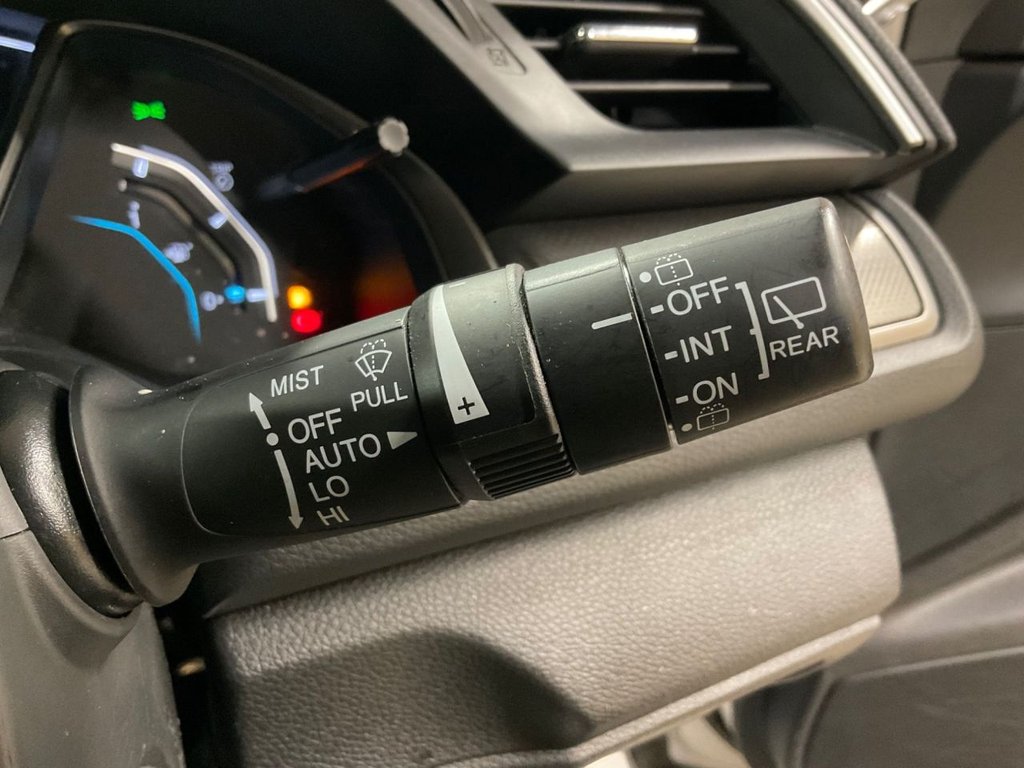 MIST
PULL
OFF
AUTO
LO
HI
+
OFF
INT
ON
REAR